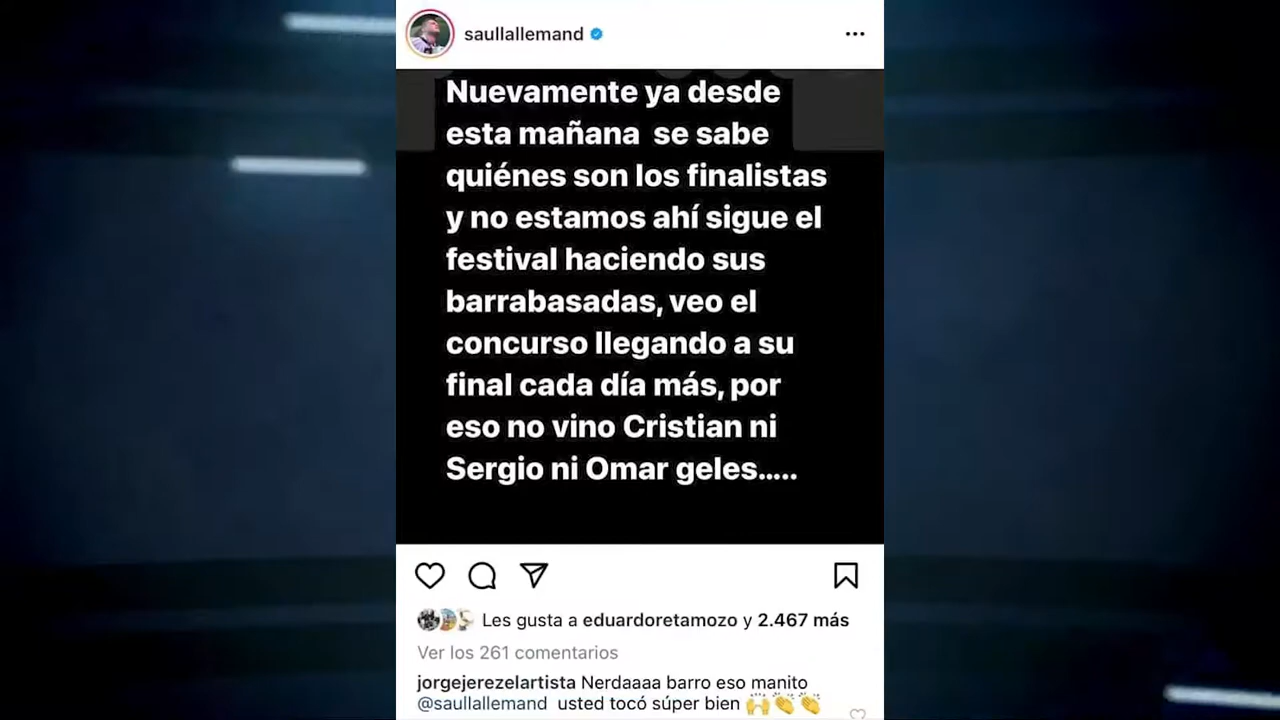 saullallemand
Nuevamente ya desde
esta mañana se sabe
quiénes son los finalistas
y no estamos ahí sigue el
festival haciendo sus
barrabasadas, veo el
concurso llegando a su
final cada día más, por
eso no vino Cristian ni
Sergio ni Omar geles.....
Les gusta a eduardoretamozo y 2.467 más
Ver los 261 comentarios
jorgejerezelartista Nerdaaaa barro eso manito
@saullallemand usted tocó súper bien 🙌👏👏